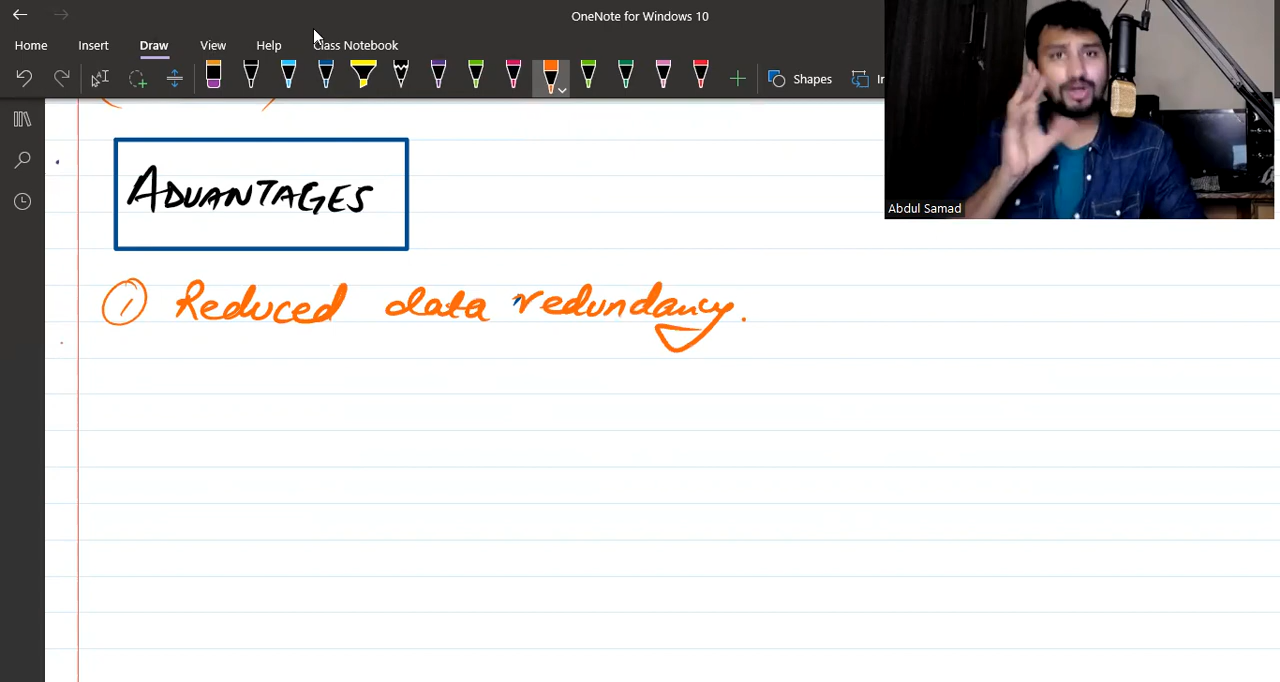 OneNote for Windows 10
Home Insert Draw View Help Class Notebook
Shapes In
Abdul Samad
ADVANTAGES
① Reduced data redundancy.